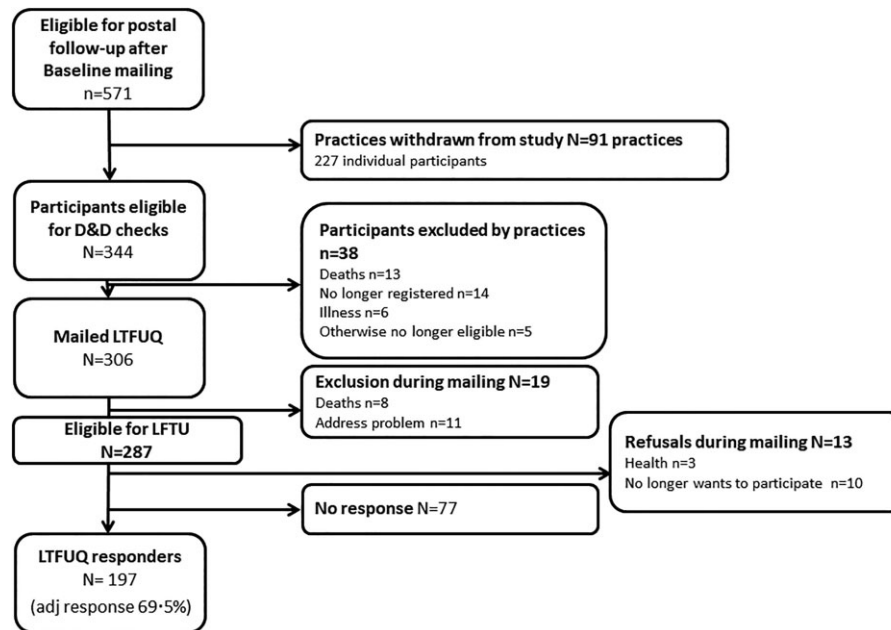 Eligible for postal
follow-up after
Baseline mailing
n=571
Practices withdrawn from study N=91 practices
227 individual participants
Participants eligible
for D&D checks
N=344
Participants excluded by practices
n=38
Deaths n=13
No longer registered n=14
Illness n=6
Otherwise no longer eligible n=5
Mailed LTFUQ
N=306
Exclusion during mailing N=19
Deaths n=8
Address problem n=11
Eligible for LFTU
N=287
Refusals during mailing N=13
Health n=3
No longer wants to participate n=10
No response N=77
LTFUQ responders
N= 197
(adj response 69·5%)